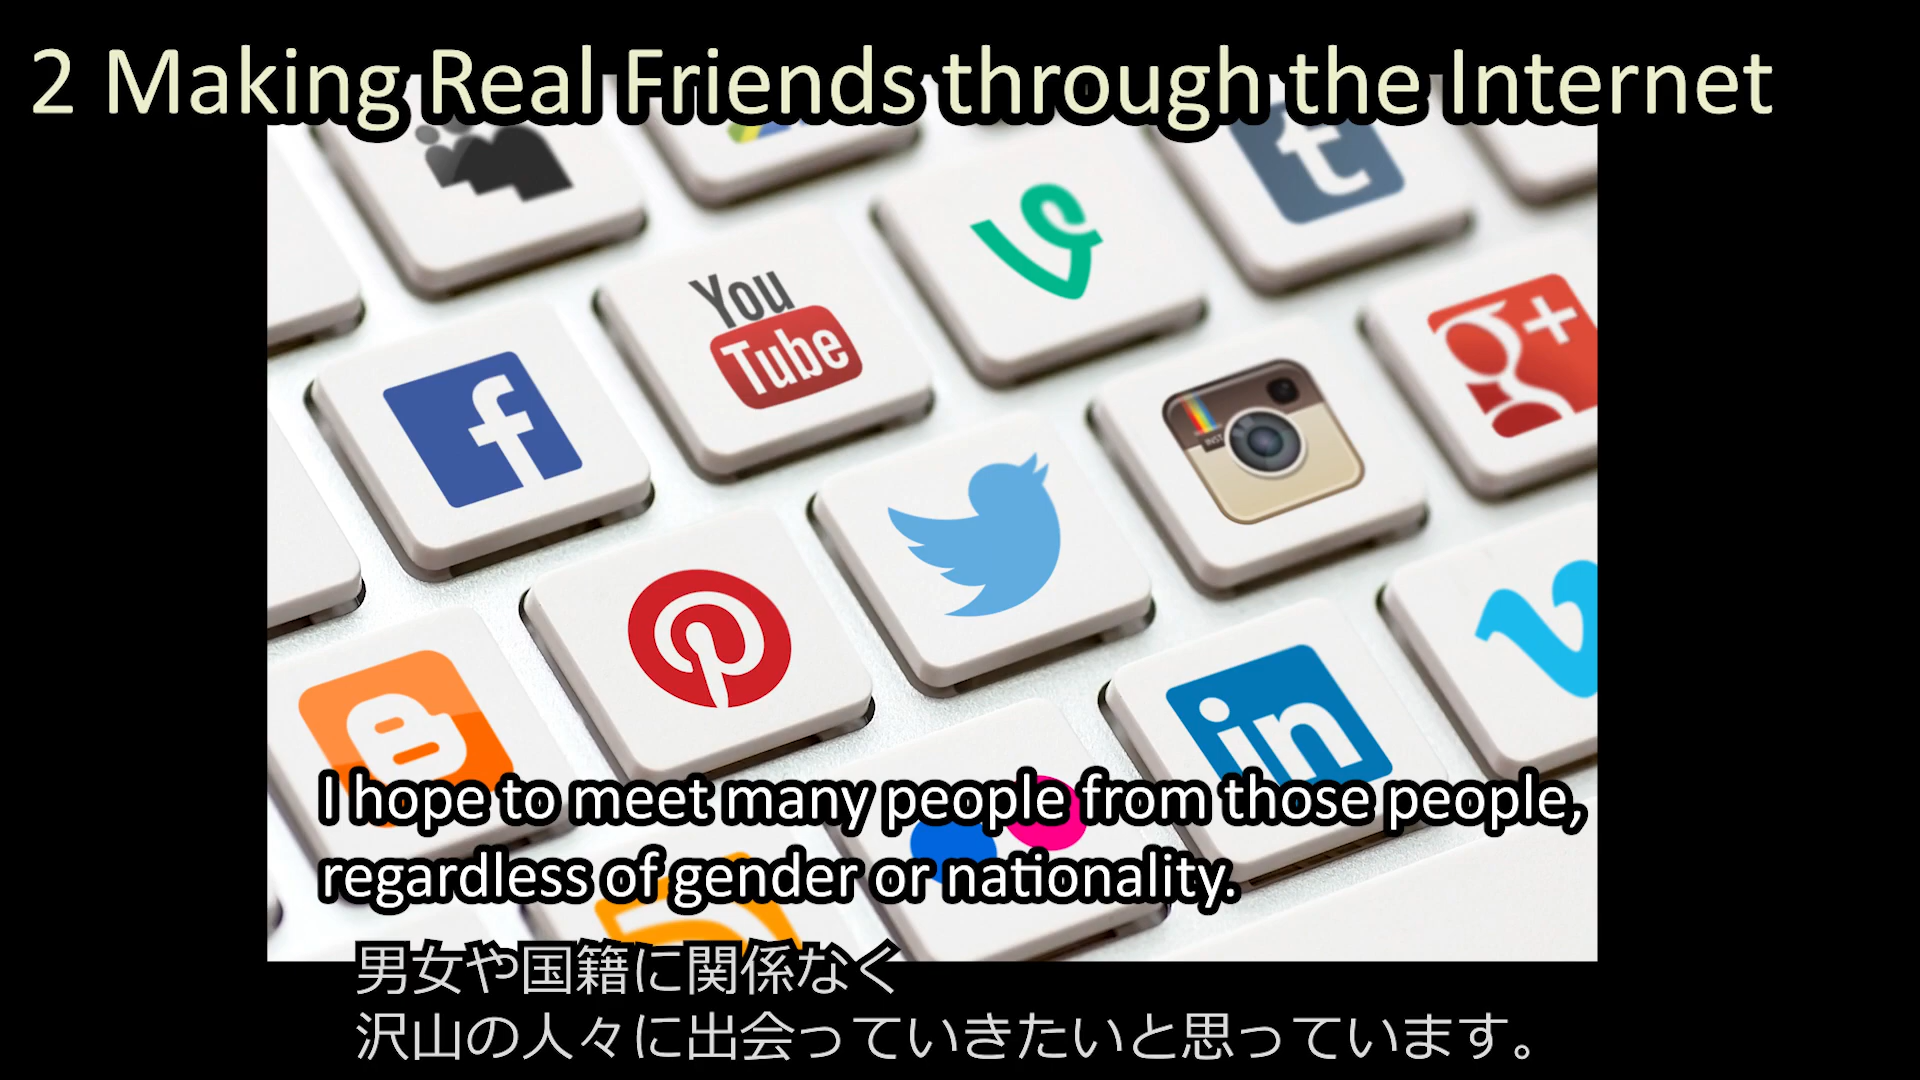 2 Making Real Friends through the Internet
t
You
Tube
g+
f
INST
in
I hope to meet many people from those people,
regardless of gender or nationality.
男女や国籍に関係なく
沢山の人々に出会っていきたいと思っています。